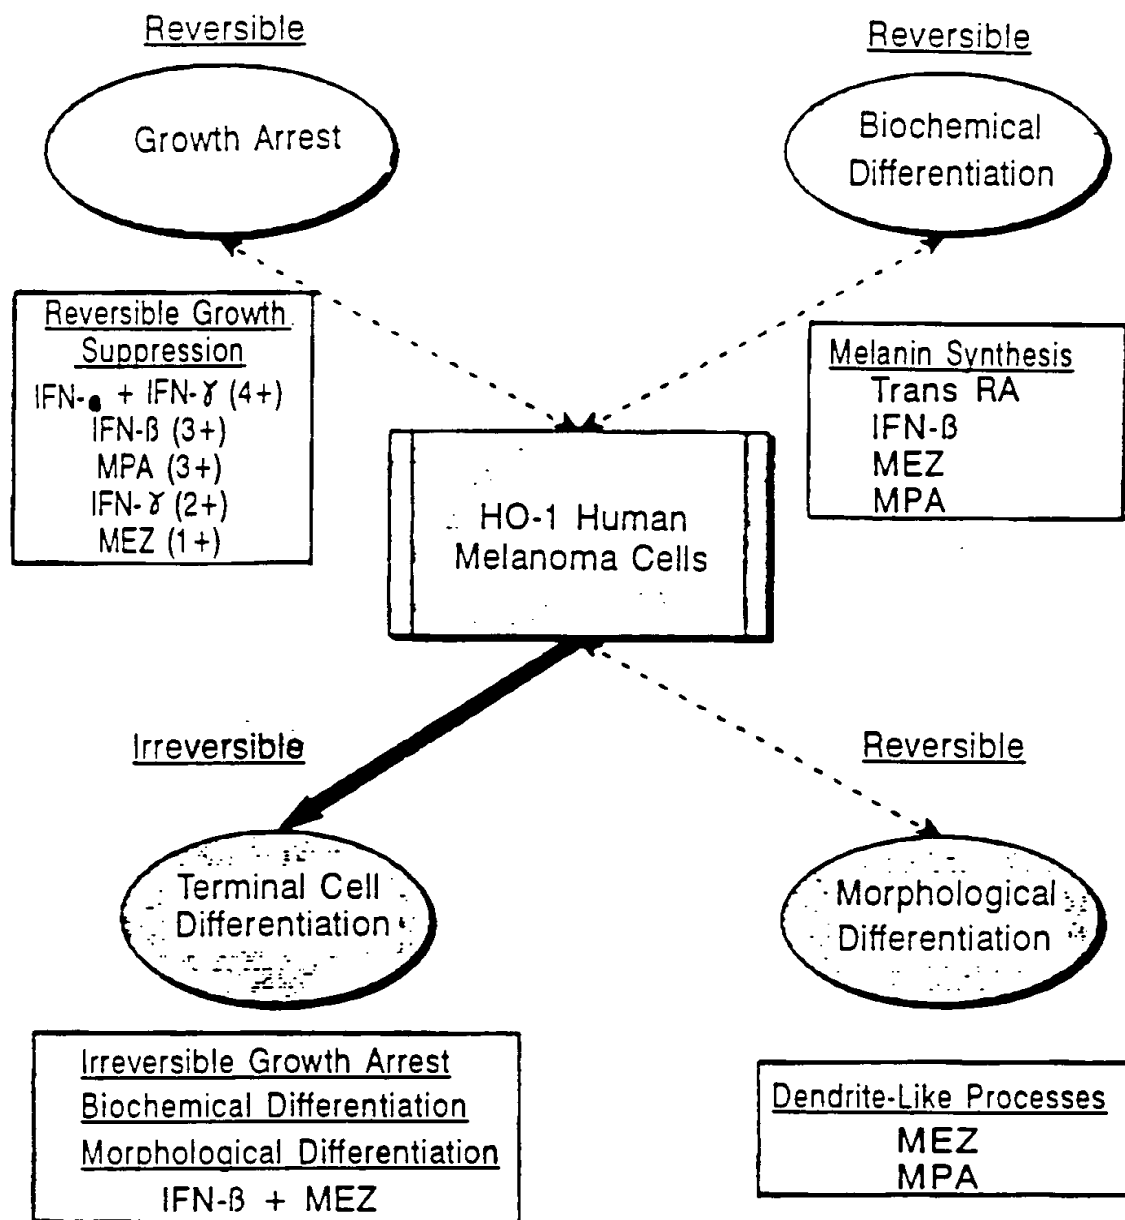 Reversible
Growth Arrest
Reversible Growth
Suppression
IFN- + IFN-γ (4+)
IFN-β (3+)
MPA (3+)
IFN-γ (2+)
MEZ (1+)
Reversible
Biochemical
Differentiation
Melanin Synthesis
Trans RA
IFN-β
MEZ
MPA
HO-1 Human
Melanoma Cells
Irreversible
Terminal Cell
Differentiation
Irreversible Growth Arrest
Biochemical Differentiation
Morphological Differentiation
IFN-β + MEZ
Reversible
Morphological
Differentiation
Dendrite-Like Processes
MEZ
MPA